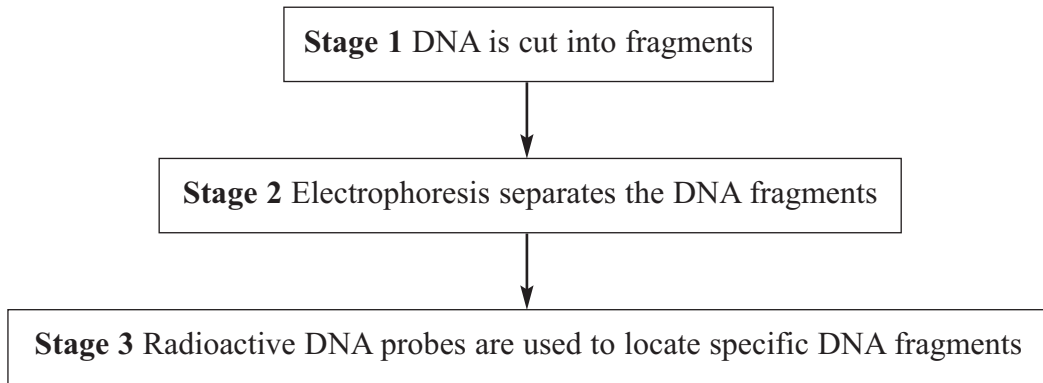 Stage 1 DNA is cut into fragments
Stage 2 Electrophoresis separates the DNA fragments
Stage 3 Radioactive DNA probes are used to locate specific DNA fragments